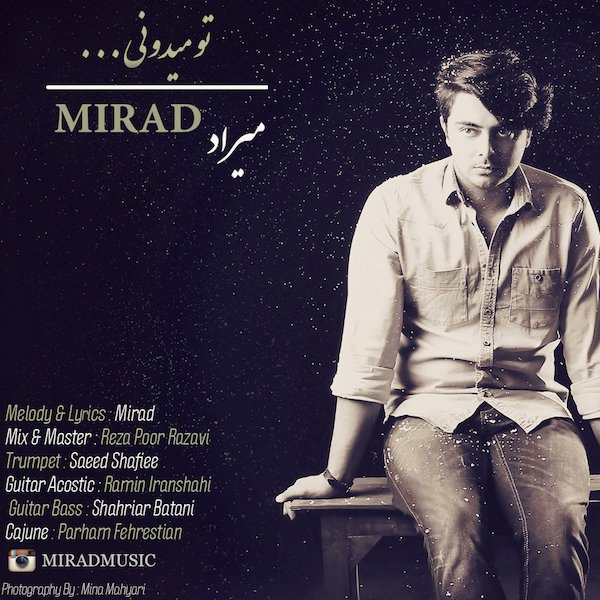 تو میدونی...
MIRAD
میراد
Melody & Lyrics : Mirad
Mix & Master : Reza Poor Razavi
Trumpet : Saeed Shafiee
Guitar Acostic : Ramin Iranshahi
Guitar Bass : Shahriar Batani
Cajune : Parham Fehrestian
MIRADMUSIC
Photography By : Mina Mahyari